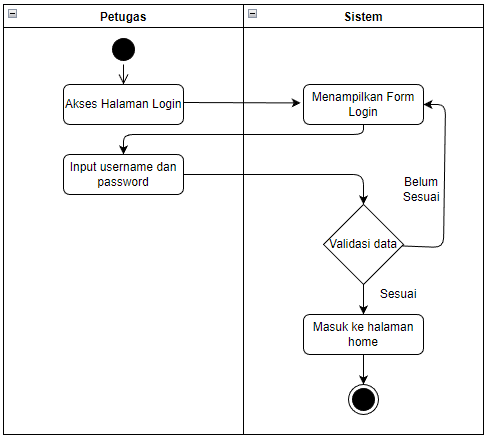 Petugas
Sistem
Akses Halaman Login
Menampilkan Form
Login
Input username dan
password
Belum
Sesuai
Validasi data
Sesuai
Masuk ke halaman
home